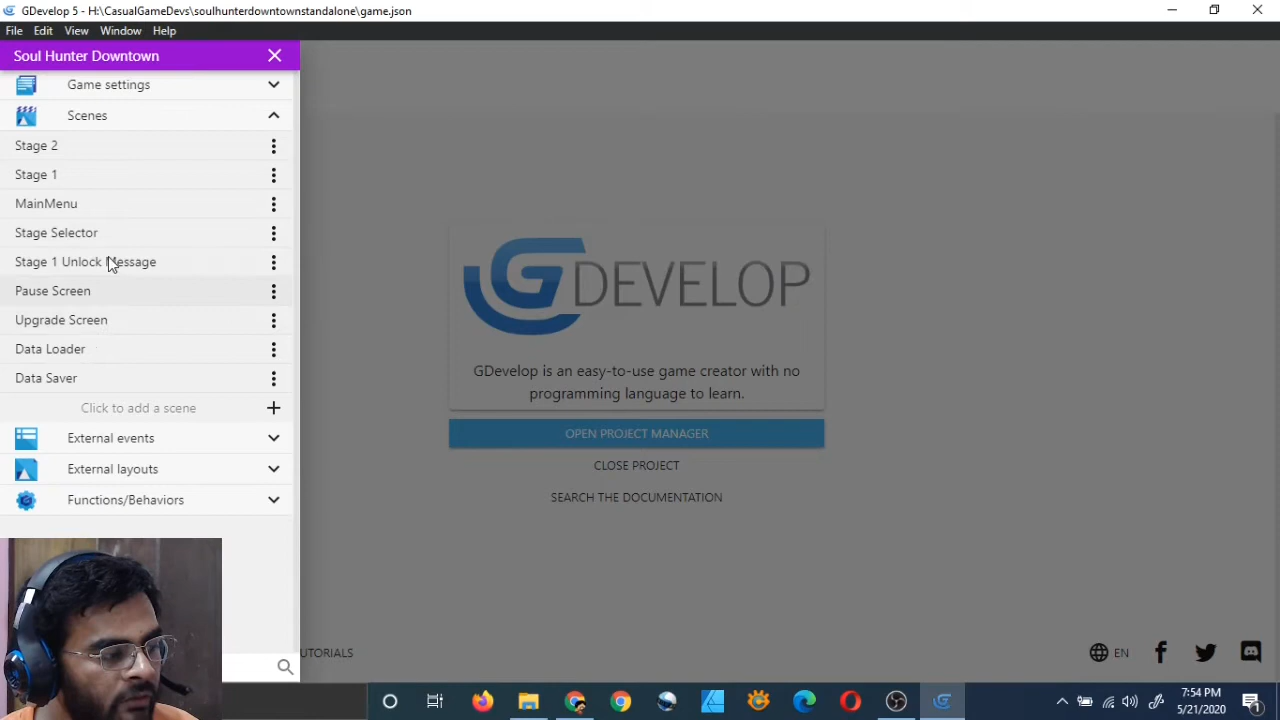 GDevelop 5 - H:\CasualGameDevs\soulhunterdowntownstandalone\game.json
File Edit View Window Help
Soul Hunter Downtown
Game settings
Scenes
Stage 2
Stage 1
MainMenu
Stage Selector
Stage 1 Unlock Message
Pause Screen
Upgrade Screen
Data Loader
Data Saver
Click to add a scene
External events
External layouts
Functions/Behaviors
GDEVELOP
GDevelop is an easy-to-use game creator with no
programming language to learn.
OPEN PROJECT MANAGER
CLOSE PROJECT
SEARCH THE DOCUMENTATION
UTORIALS
EN
7:54 PM
5/21/2020
1